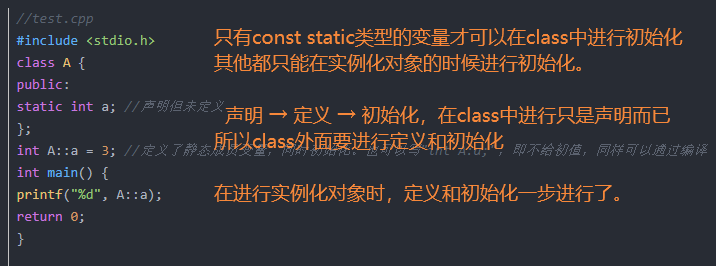 //test.cpp
#include <stdio.h>
只有const static类型的变量才可以在class中进行初始化
class A {
其他都只能在实例化对象的时候进行初始化。
public:
static int a; //声明但未定义
声明 → 定义 → 初始化，在class中进行只是声明而已
};
所以class外面要进行定义和初始化
int A::a = 3; //定义了静态成员变量，同时初始化。也可以写"int A:a;"，即不给初值，同样可以通过编译
int main() {
printf("%d", A::a);
在进行实例化对象时，定义和初始化一步进行了。
return 0;
}